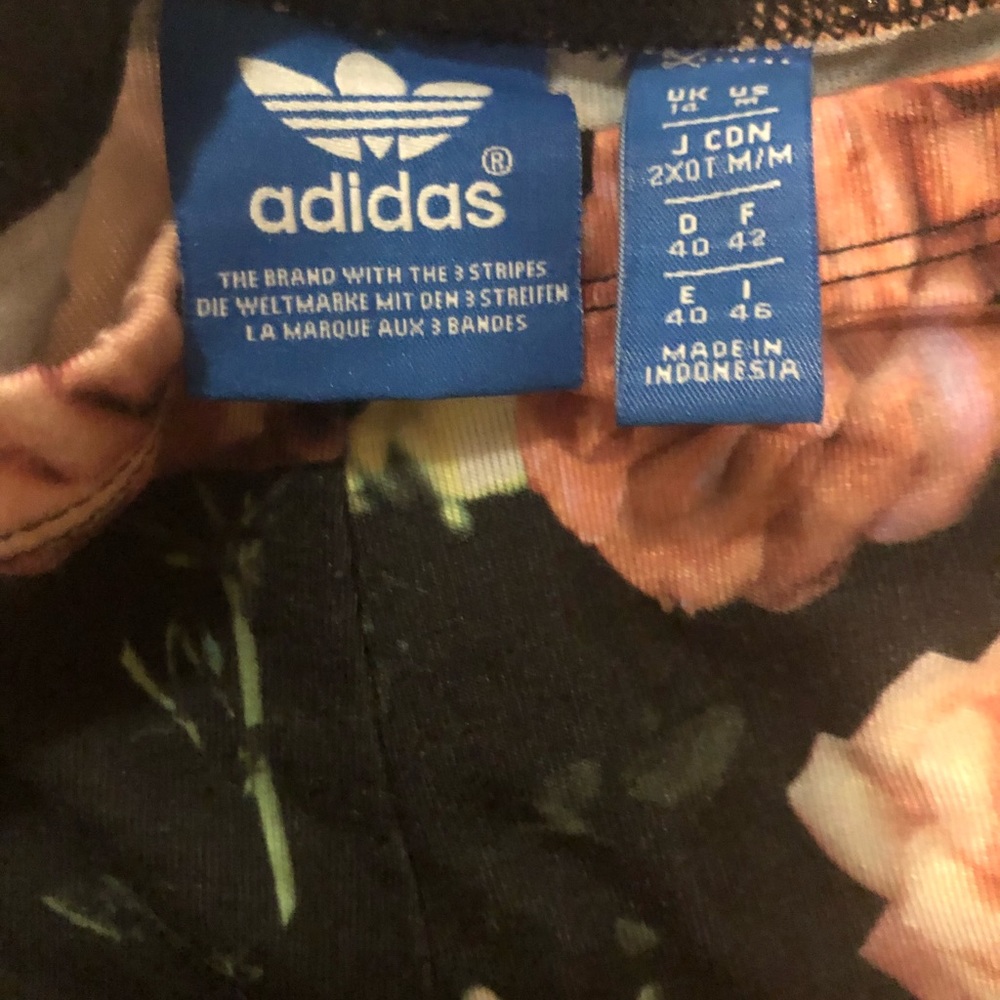 ®
adidas
THE BRAND WITH THE 3 STRIPES
DIE WELTMARKE MIT DEN 3 STREIFEN
LA MARQUE AUX 3 BANDES
UK US
14 M
J CDN
2XOT M/M
D F
40 42
E I
40 46
MADE IN
INDONESIA